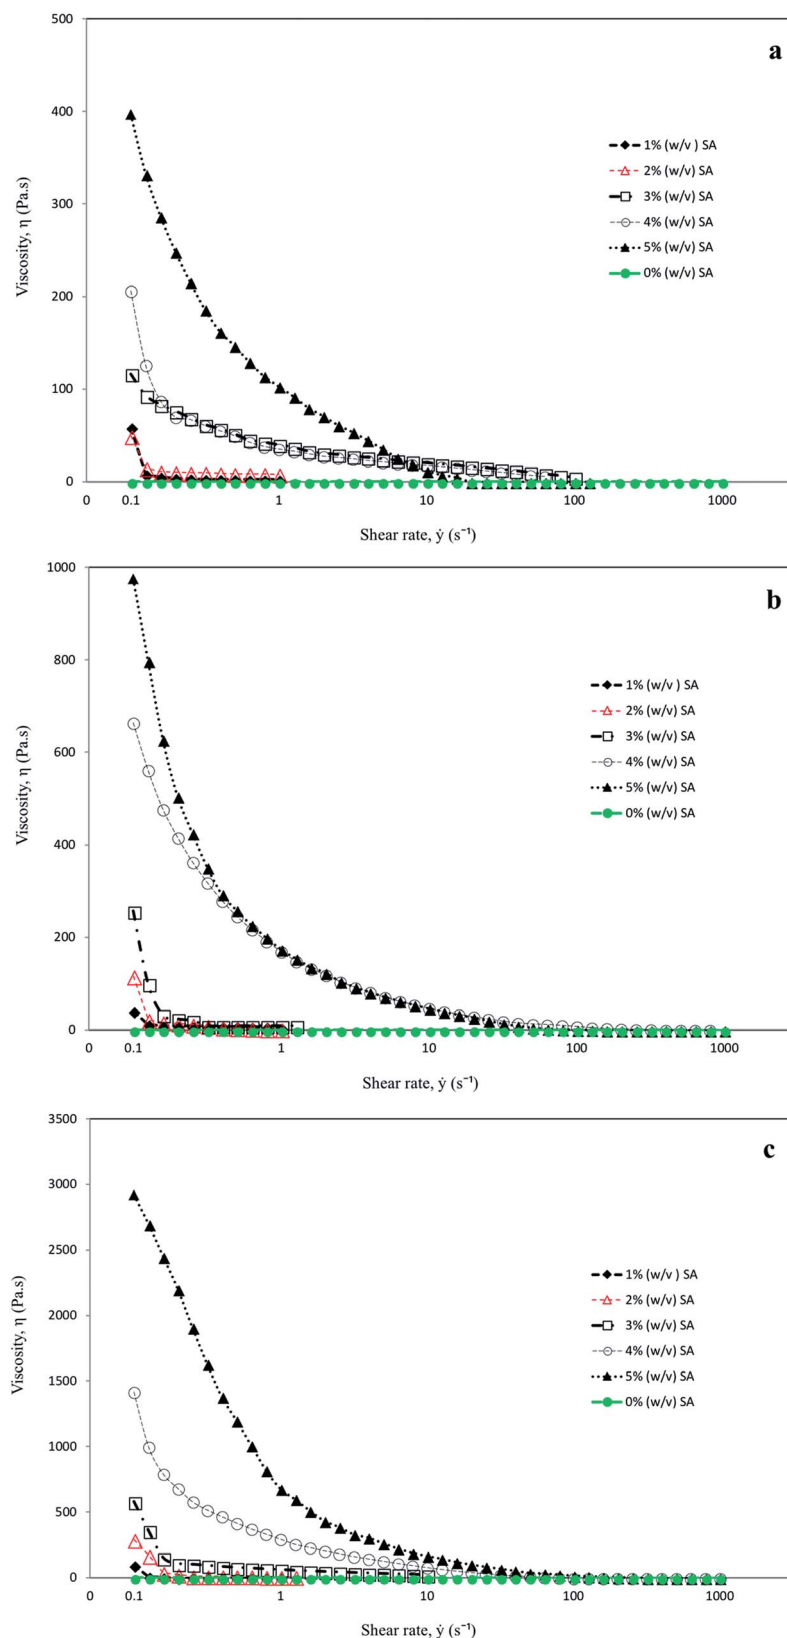 a
500
400
300
200
100
0
Viscosity, η (Pa.s)
1% (w/v ) SA
2% (w/v) SA
3% (w/v) SA
4% (w/v) SA
5% (w/v) SA
0% (w/v) SA
0 0.1 1 10 100 1000
Shear rate, ẏ (s⁻¹)
b
1000
800
600
400
200
0
Viscosity, η (Pa.s)
1% (w/v ) SA
2% (w/v) SA
3% (w/v) SA
4% (w/v) SA
5% (w/v) SA
0% (w/v) SA
0 0.1 1 10 100 1000
Shear rate, ẏ (s⁻¹)
c
3500
3000
2500
2000
1500
1000
500
0
Viscosity, η (Pa.s)
1% (w/v ) SA
2% (w/v) SA
3% (w/v) SA
4% (w/v) SA
5% (w/v) SA
0% (w/v) SA
0 0.1 1 10 100 1000
Shear rate, ẏ (s⁻¹)